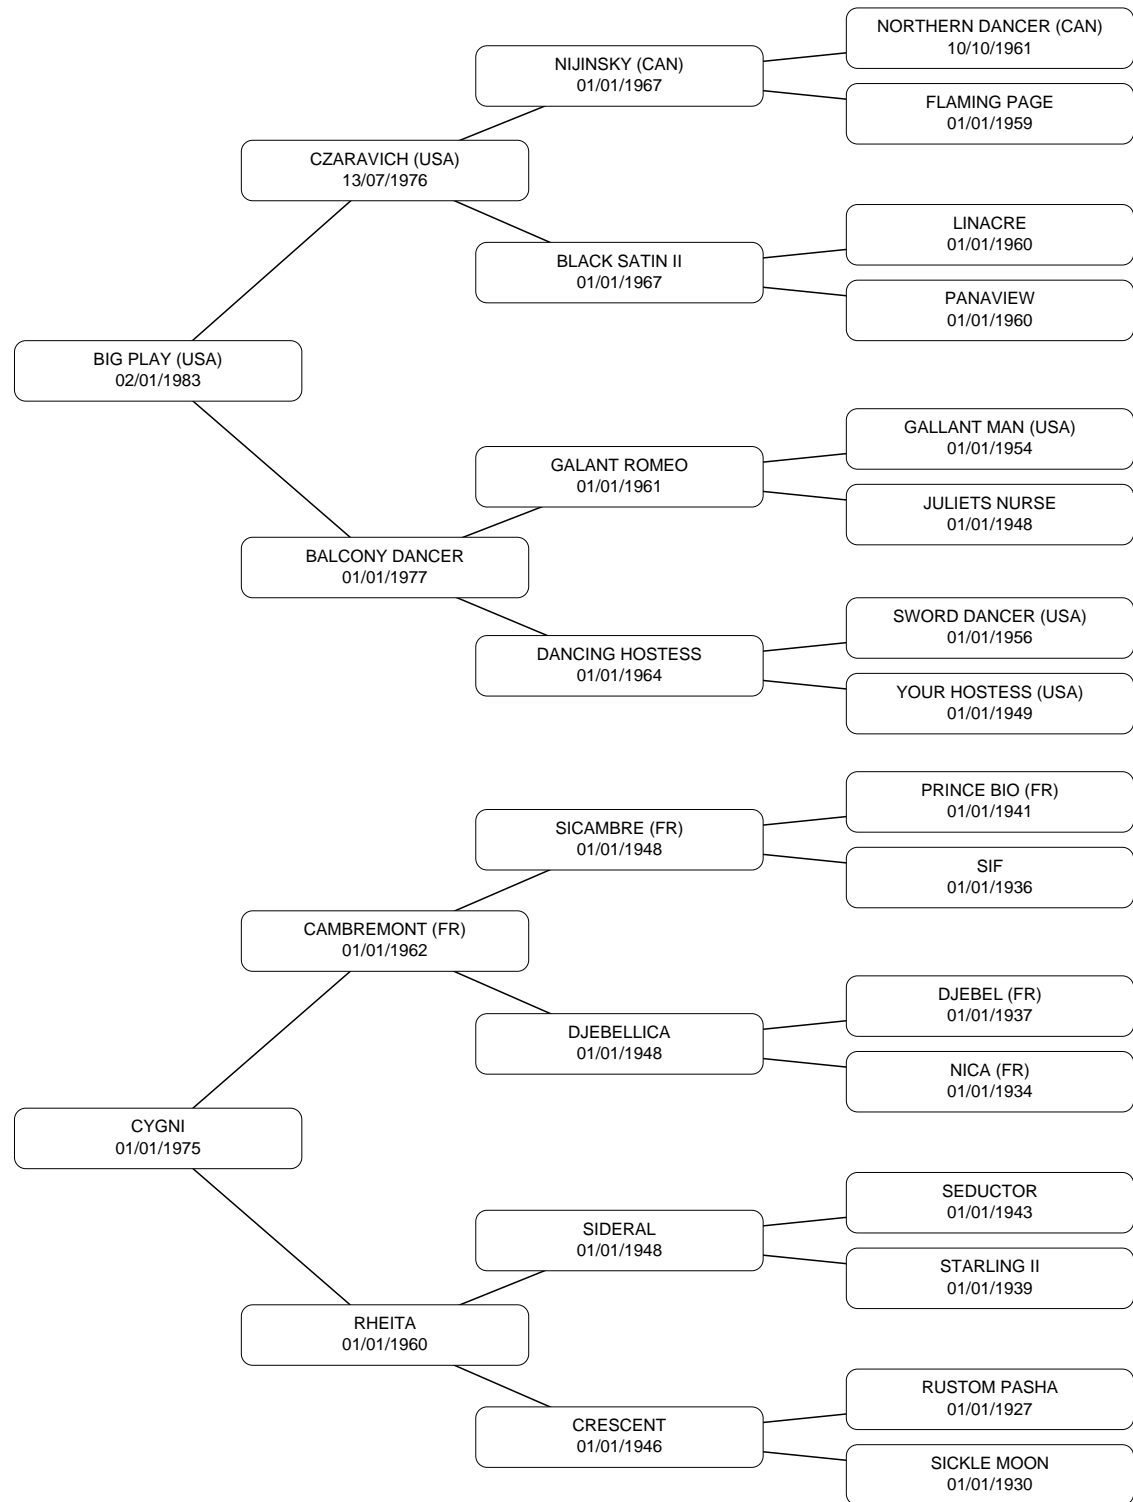 NORTHERN DANCER (CAN)
10/10/1961
NIJINSKY (CAN)
01/01/1967
FLAMING PAGE
01/01/1959
CZARAVICH (USA)
13/07/1976
LINACRE
01/01/1960
BLACK SATIN II
01/01/1967
PANAVIEW
01/01/1960
BIG PLAY (USA)
02/01/1983
GALLANT MAN (USA)
01/01/1954
GALANT ROMEO
01/01/1961
JULIETS NURSE
01/01/1948
BALCONY DANCER
01/01/1977
SWORD DANCER (USA)
01/01/1956
DANCING HOSTESS
01/01/1964
YOUR HOSTESS (USA)
01/01/1949
PRINCE BIO (FR)
01/01/1941
SICAMBRE (FR)
01/01/1948
SIF
01/01/1936
CAMBREMONT (FR)
01/01/1962
DJEBEL (FR)
01/01/1937
DJEBELLICA
01/01/1948
NICA (FR)
01/01/1934
CYGNI
01/01/1975
SEDUCTOR
01/01/1943
SIDERAL
01/01/1948
STARLING II
01/01/1939
RHEITA
01/01/1960
RUSTOM PASHA
01/01/1927
CRESCENT
01/01/1946
SICKLE MOON
01/01/1930